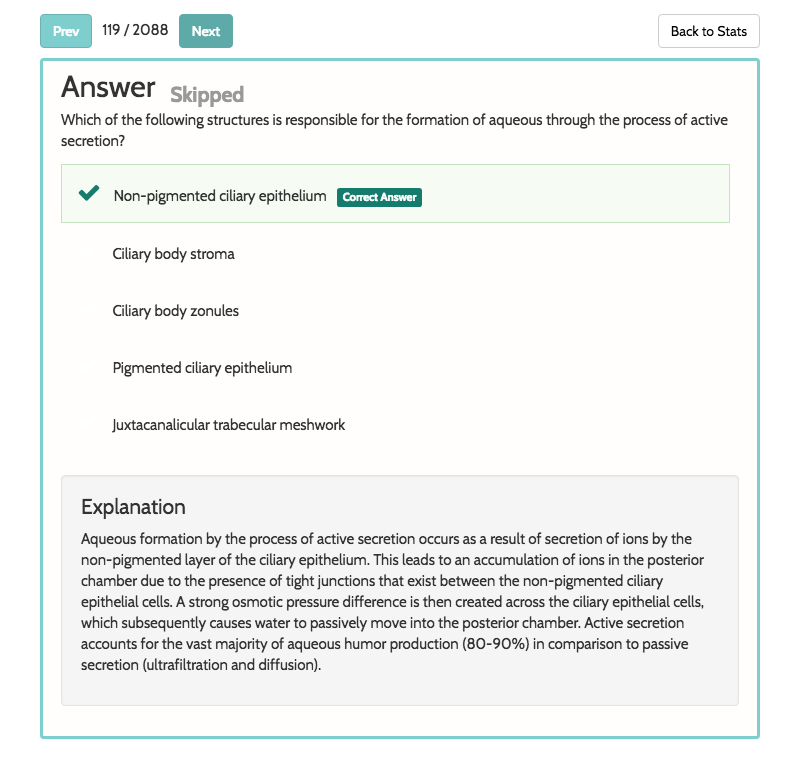 Prev 119 / 2088 Next Back to Stats
Answer Skipped
Which of the following structures is responsible for the formation of aqueous through the process of active
secretion?
Non-pigmented ciliary epithelium Correct Answer
Ciliary body stroma
Ciliary body zonules
Pigmented ciliary epithelium
Juxtacanalicular trabecular meshwork
Explanation
Aqueous formation by the process of active secretion occurs as a result of secretion of ions by the
non-pigmented layer of the ciliary epithelium. This leads to an accumulation of ions in the posterior
chamber due to the presence of tight junctions that exist between the non-pigmented ciliary
epithelial cells. A strong osmotic pressure difference is then created across the ciliary epithelial cells,
which subsequently causes water to passively move into the posterior chamber. Active secretion
accounts for the vast majority of aqueous humor production (80-90%) in comparison to passive
secretion (ultrafiltration and diffusion).